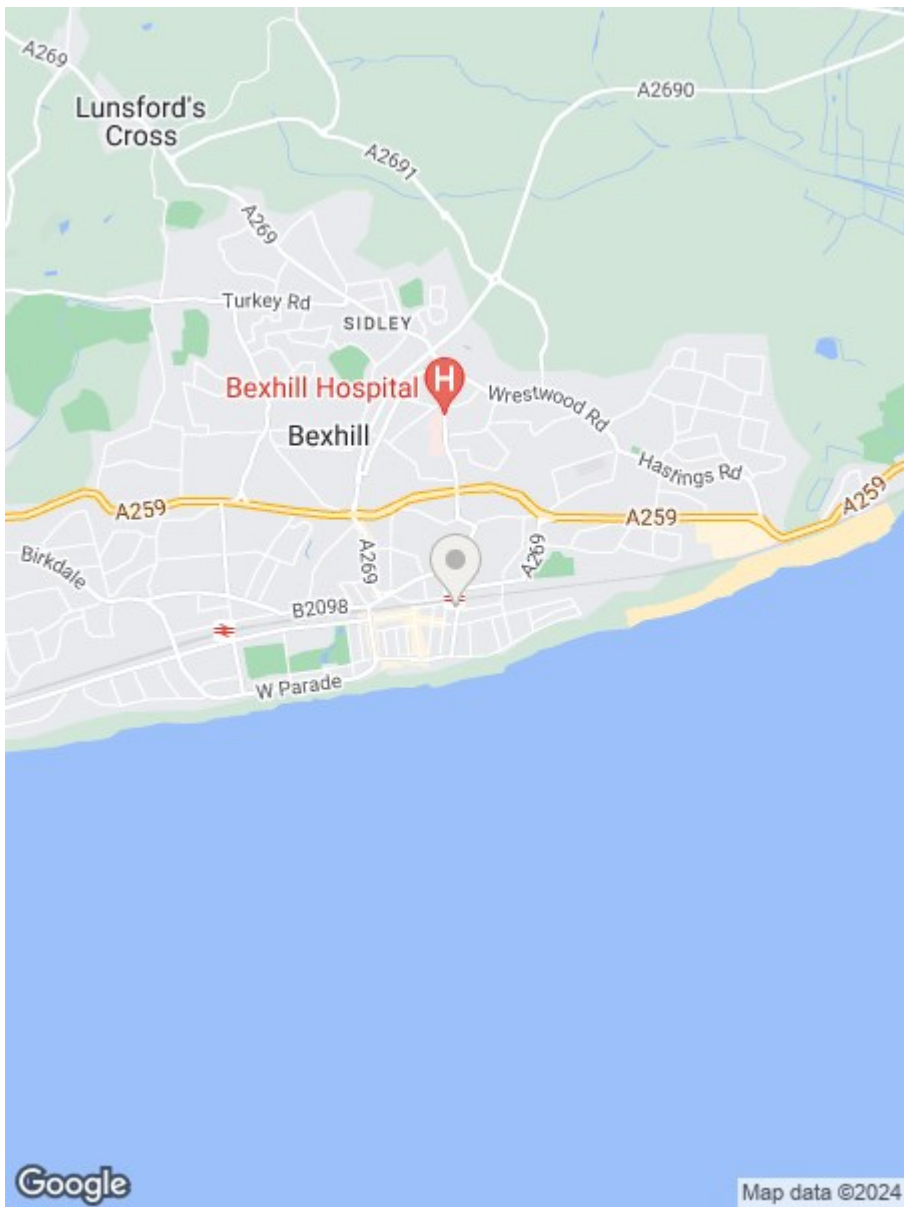 A269
A2690
Lunsford's
Cross
A2691
A269
Turkey Rd
SIDLEY
Bexhill Hospital
H
Wrestwood Rd
Bexhill
Hastings Rd
A259
A259
A259
Birkdale
A269
A269
B2098
W Parade
Google
Map data ©2024